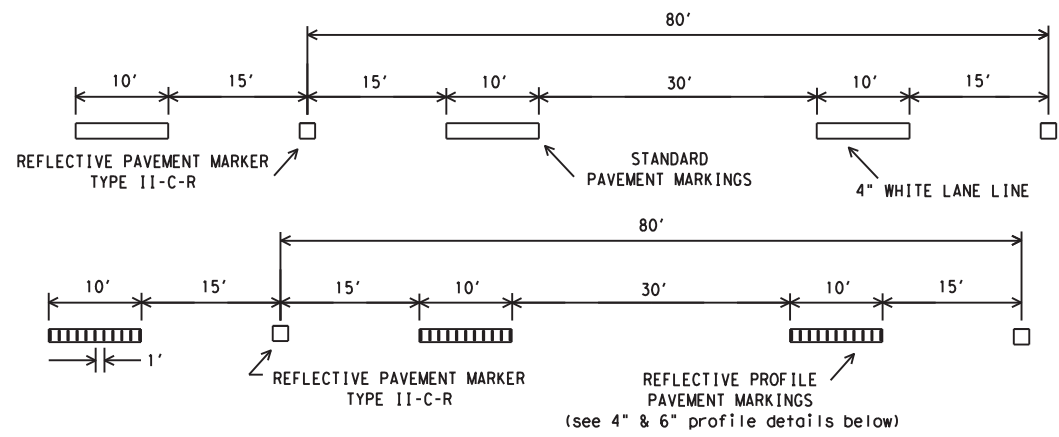 80'
10' 15' 15' 10' 30' 10' 15'
REFLECTIVE PAVEMENT MARKER
TYPE II-C-R
STANDARD
PAVEMENT MARKINGS
4" WHITE LANE LINE
80'
10' 15' 15' 10' 30' 10' 15'
1'
REFLECTIVE PAVEMENT MARKER
TYPE II-C-R
REFLECTIVE PROFILE
PAVEMENT MARKINGS
(see 4" & 6" profile details below)